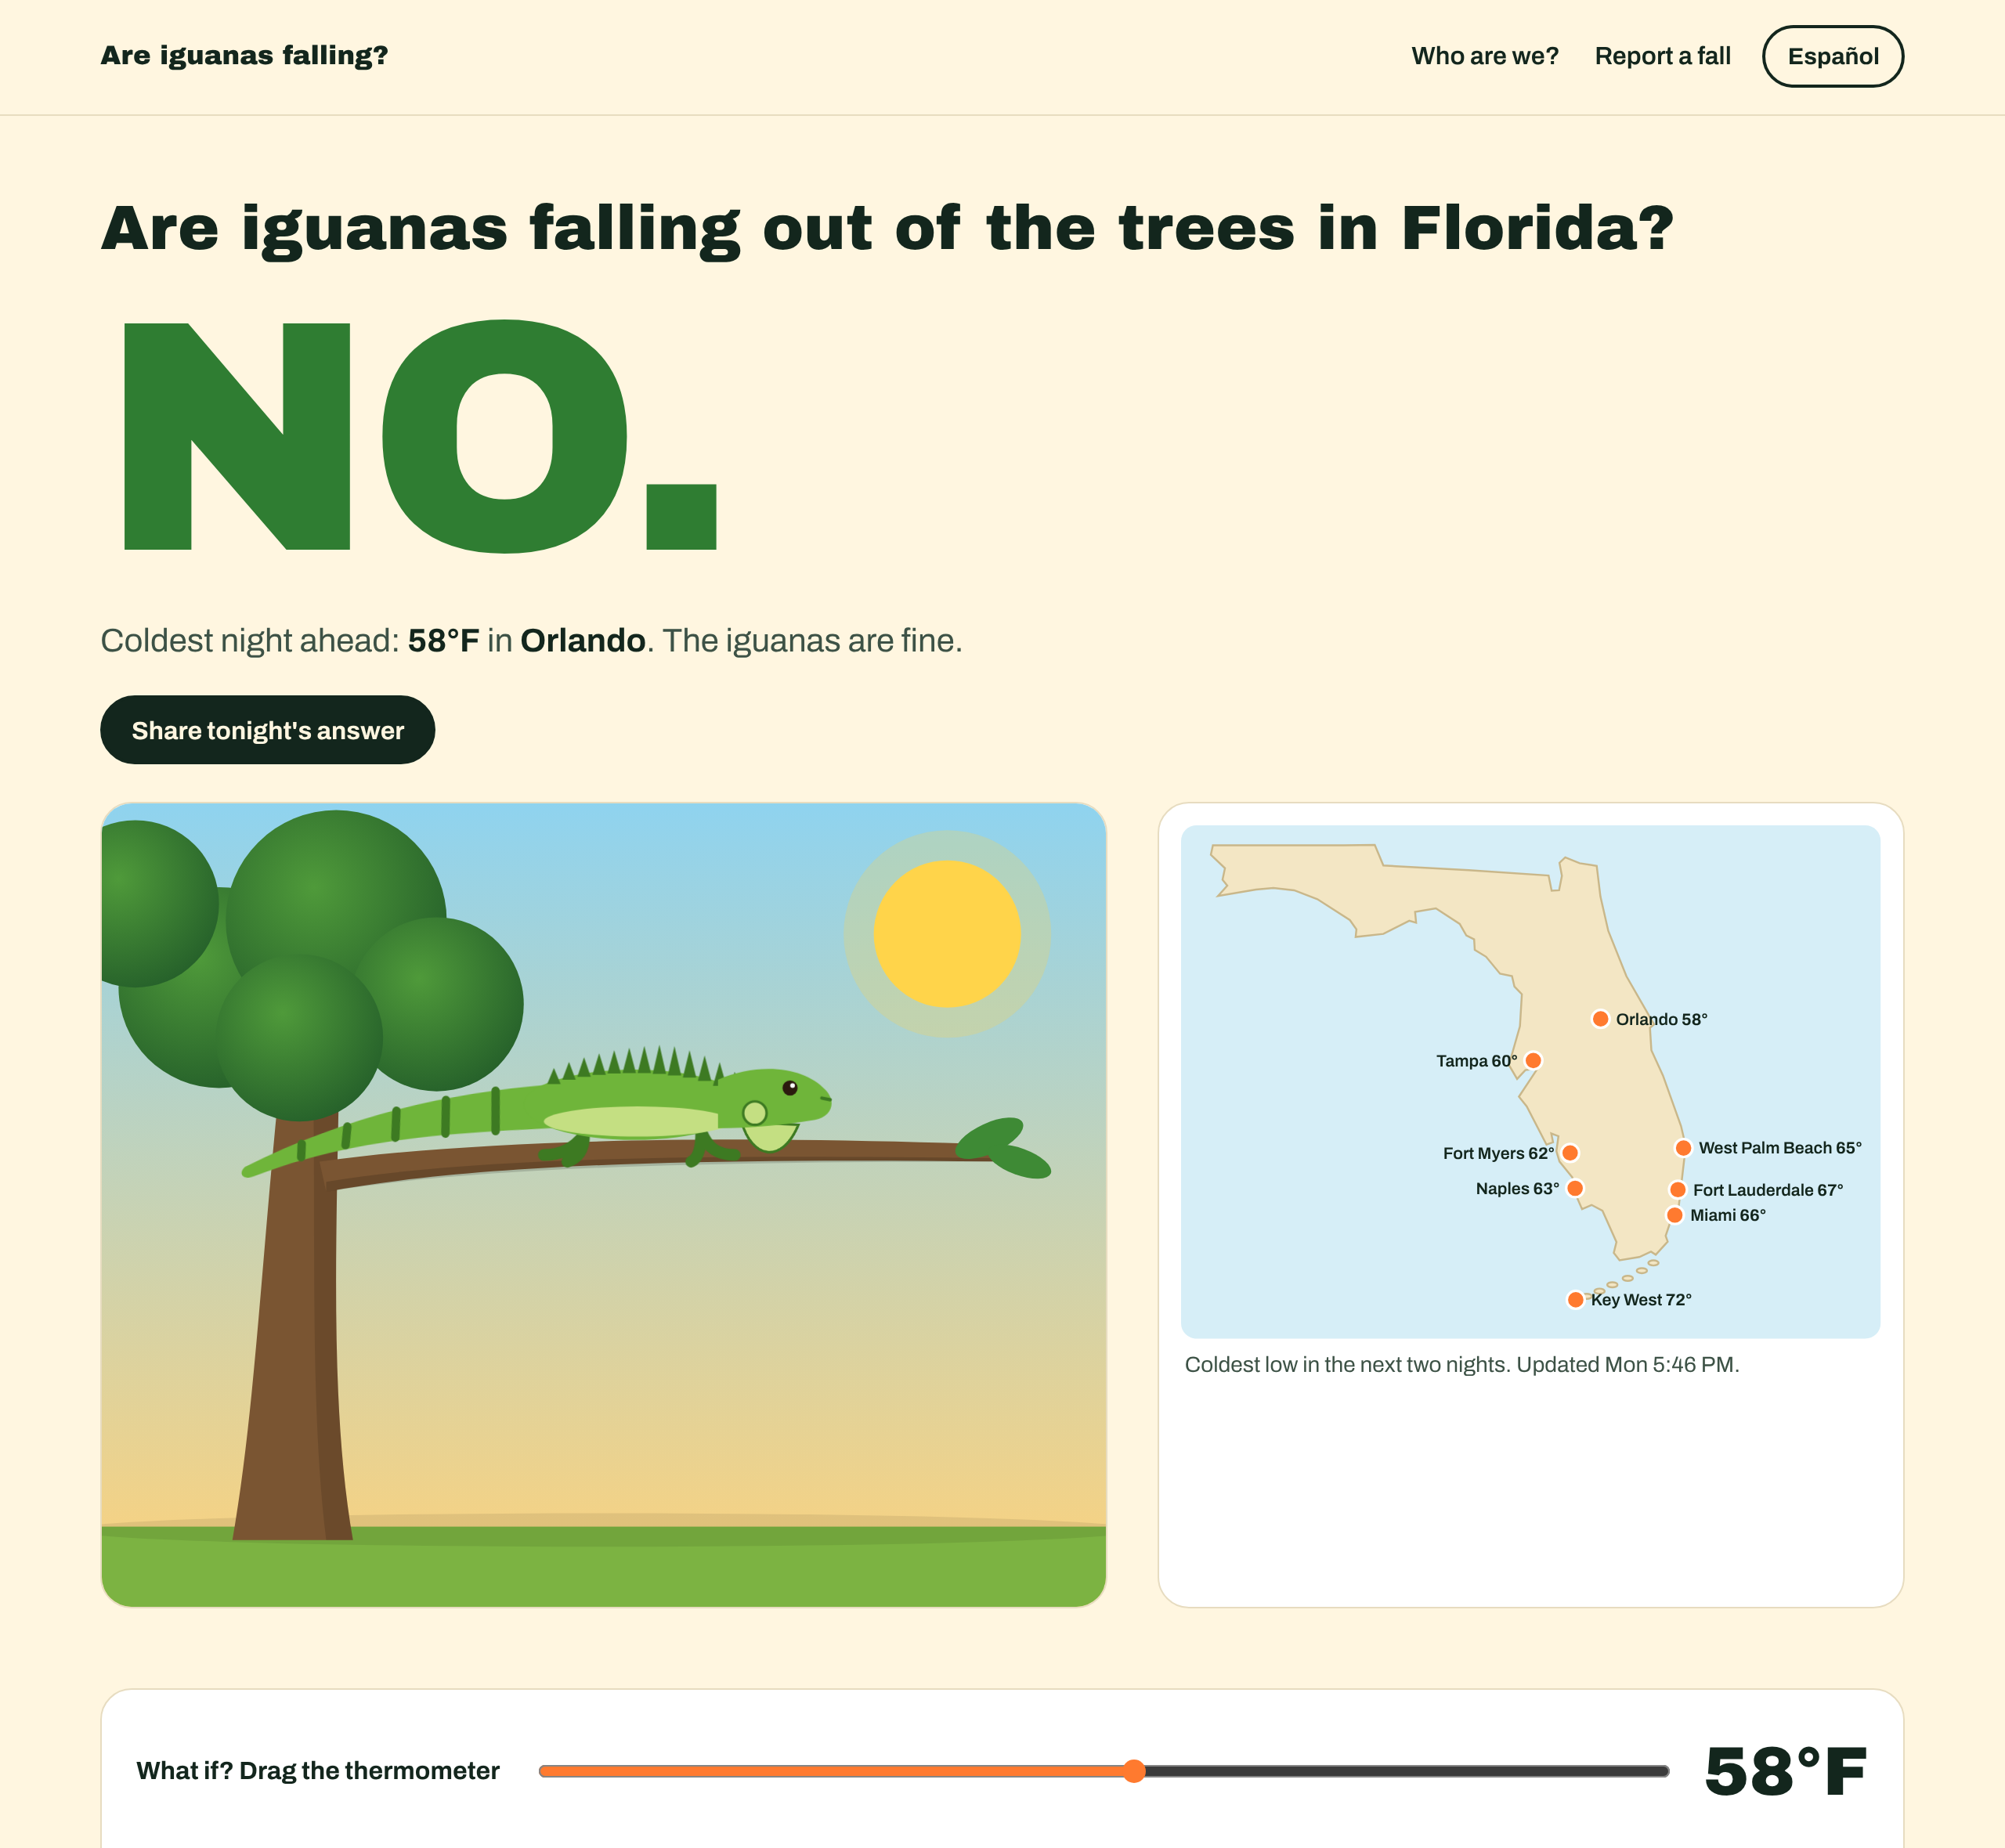 Are iguanas falling?
Who are we?
Report a fall
Español
Are iguanas falling out of the trees in Florida?
NO.
Coldest night ahead: 58°F in Orlando. The iguanas are fine.
Share tonight's answer
Orlando 58°
Tampa 60°
Fort Myers 62°
West Palm Beach 65°
Naples 63°
Fort Lauderdale 67°
Miami 66°
Key West 72°
Coldest low in the next two nights. Updated Mon 5:46 PM.
What if? Drag the thermometer
58°F